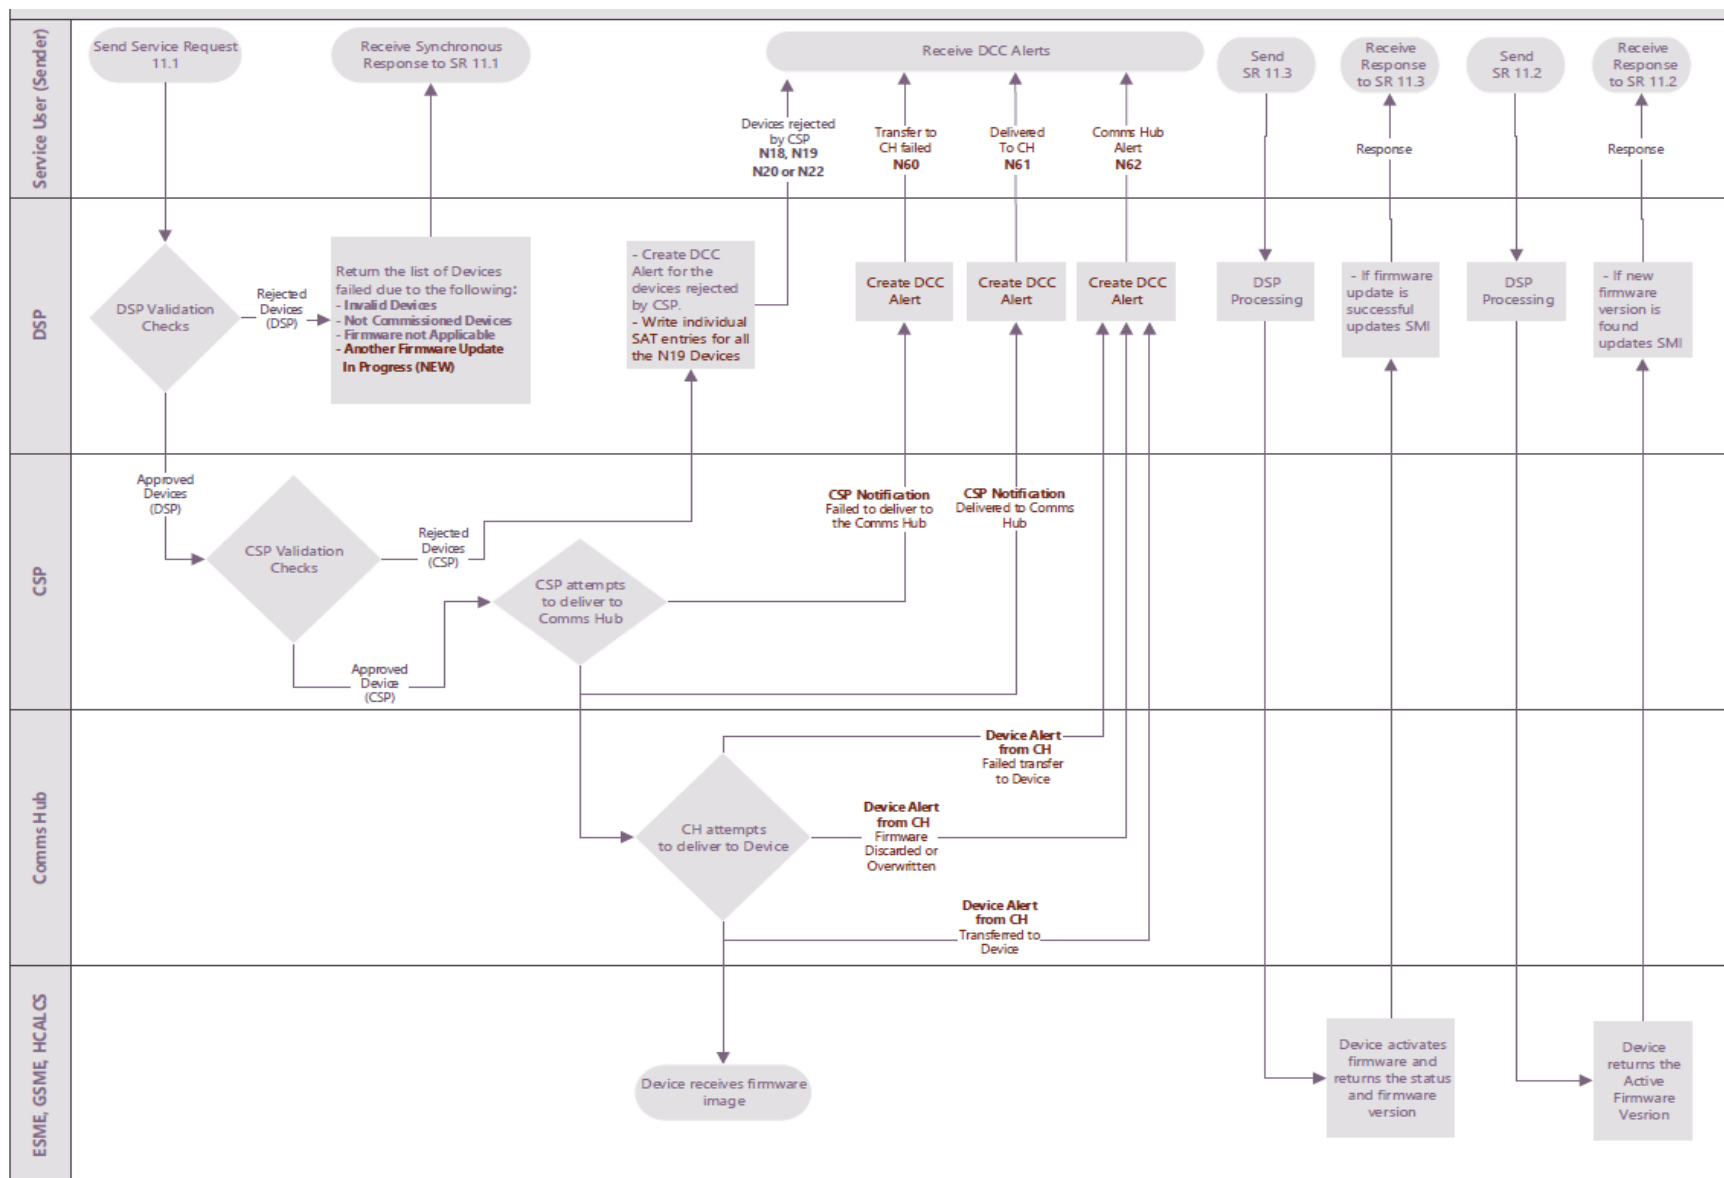 Service User (Sender)
Send Service Request
11.1
Receive Synchronous
Response to SR 11.1
Receive DCC Alerts
Send
SR 11.3
Receive
Response
to SR 11.3
Send
SR 11.2
Receive
Response
to SR 11.2
Devices rejected
by CSP
N18, N19
N20 or N22
Transfer to
CH failed
N60
Delivered
To CH
N61
Comms Hub
Alert
N62
Response
Response
DSP
DSP Validation
Checks
Rejected
Devices
(DSP)
Return the list of Devices
failed due to the following:
- Invalid Devices
- Not Commissioned Devices
- Firmware not Applicable
- Another Firmware Update
In Progress (NEW)
- Create DCC
Alert for the
devices rejected
by CSP.
- Write individual
SAT entries for all
the N19 Devices
Create DCC
Alert
Create DCC
Alert
Create DCC
Alert
DSP
Processing
- If firmware
update is
successful
updates SMI
DSP
Processing
- If new
firmware
version is
found
updates SMI
CSP
Approved
Devices
(DSP)
CSP Validation
Checks
Rejected
Devices
(CSP)
Approved
Device
(CSP)
CSP attempts
to deliver to
Comms Hub
CSP Notification
Failed to deliver to
the Comms Hub
CSP Notification
Delivered to Comms
Hub
Comms Hub
CH attempts
to deliver to Device
Device Alert
from CH
Failed transfer
to Device
Device Alert
from CH
Firmware
Discarded or
Overwritten
Device Alert
from CH
Transferred to
Device
ESME, GSME, HCALCS
Device receives firmware
image
Device activates
firmware and
returns the status
and firmware
version
Device
returns the
Active
Firmware
Vesrion